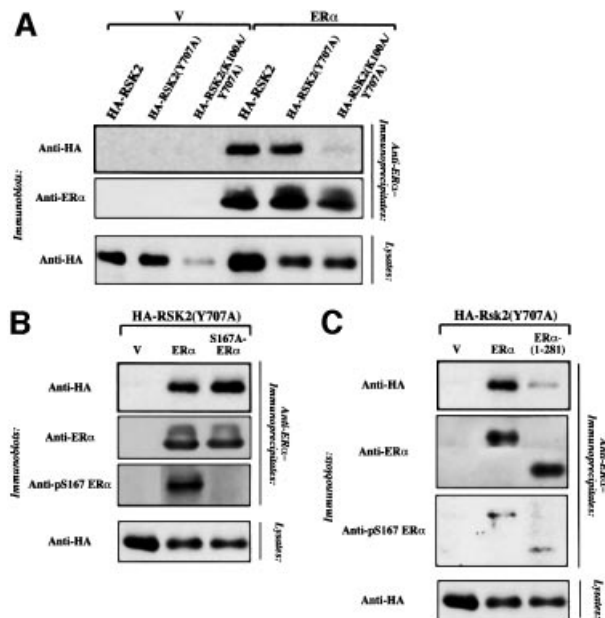 A
V
ERα
HA-RSK2
HA-RSK2(Y707A)
HA-RSK2(K100A/
Y707A)
HA-RSK2
HA-RSK2(Y707A)
HA-RSK2(K100A/
Y707A)
Immunoblots:
Anti-HA
Anti-ERα
Anti-HA
Anti-ERα-
Immunoprecipitates:
Lysates:
B
HA-RSK2(Y707A)
V
ERα
S167A-
ERα
Immunoblots:
Anti-HA
Anti-ERα
Anti-pS167 ERα
Anti-HA
Anti-ERα-
Immunoprecipitates:
Lysates:
C
HA-Rsk2(Y707A)
V
ERα
ERα-
(1-281)
Immunoblots:
Anti-HA
Anti-ERα
Anti-pS167 ERα
Anti-HA
Anti-ERα-
Immunoprecipitates:
Lysates: